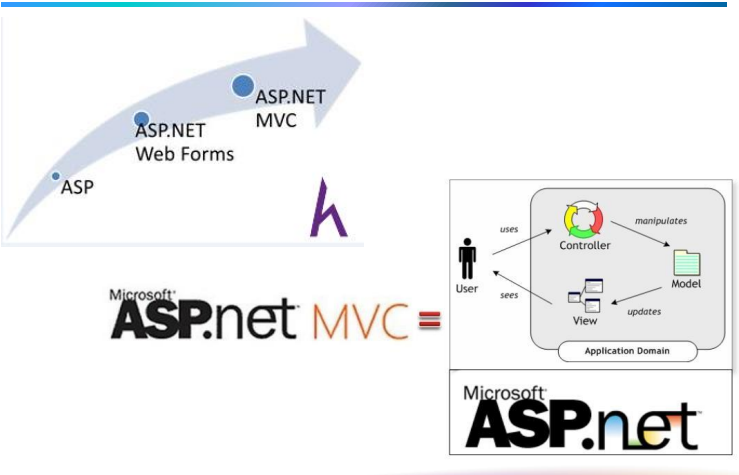 ASP.NET
MVC
ASP.NET
Web Forms
ASP
uses
manipulates
Controller
User
Model
sees
updates
View
Application Domain
Microsoft
ASP.net MVC =
Microsoft
ASP.net